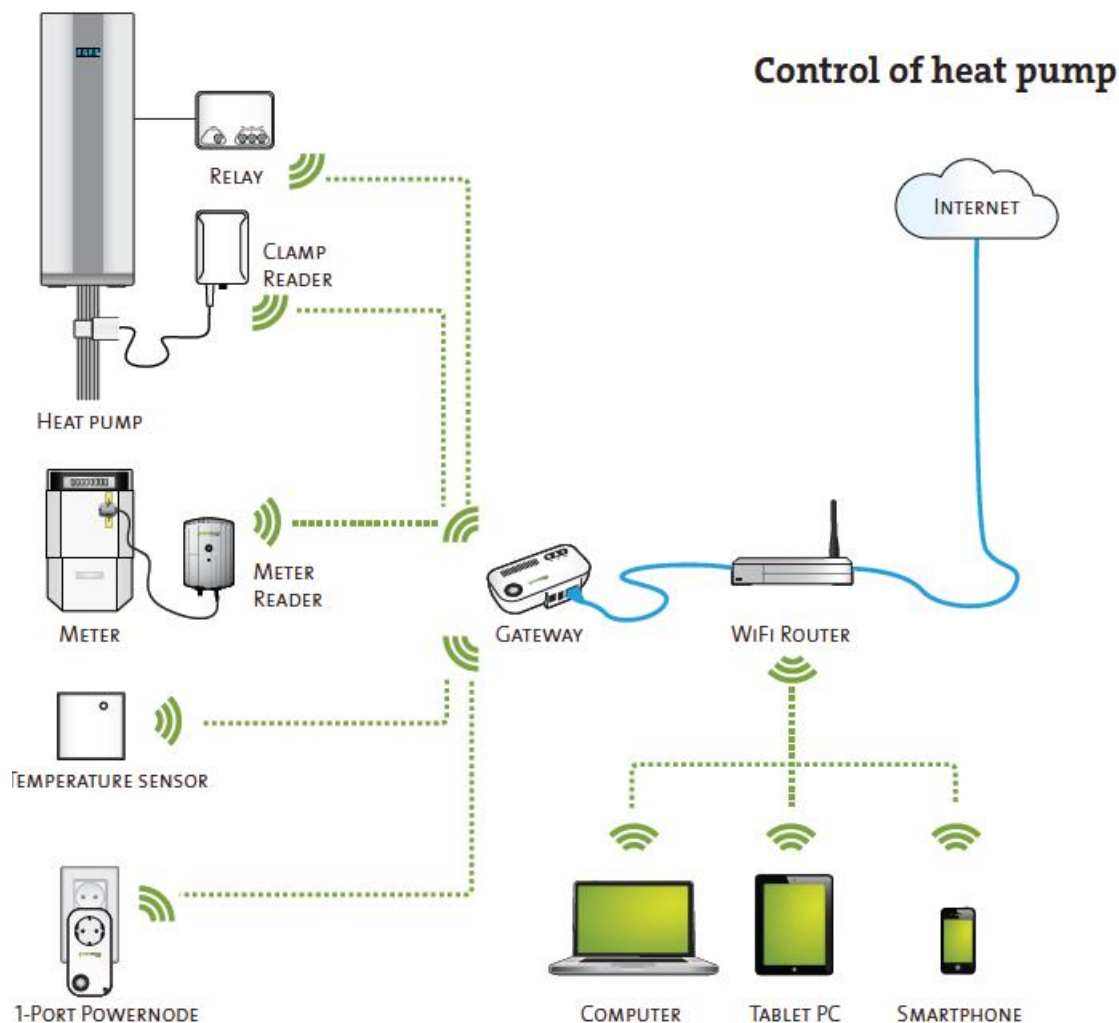 Control of heat pump
RELAY
INTERNET
CLAMP
READER
HEAT PUMP
METER
READER
METER
GATEWAY
WIFI ROUTER
TEMPERATURE SENSOR
1-PORT POWERNODE
COMPUTER
TABLET PC
SMARTPHONE